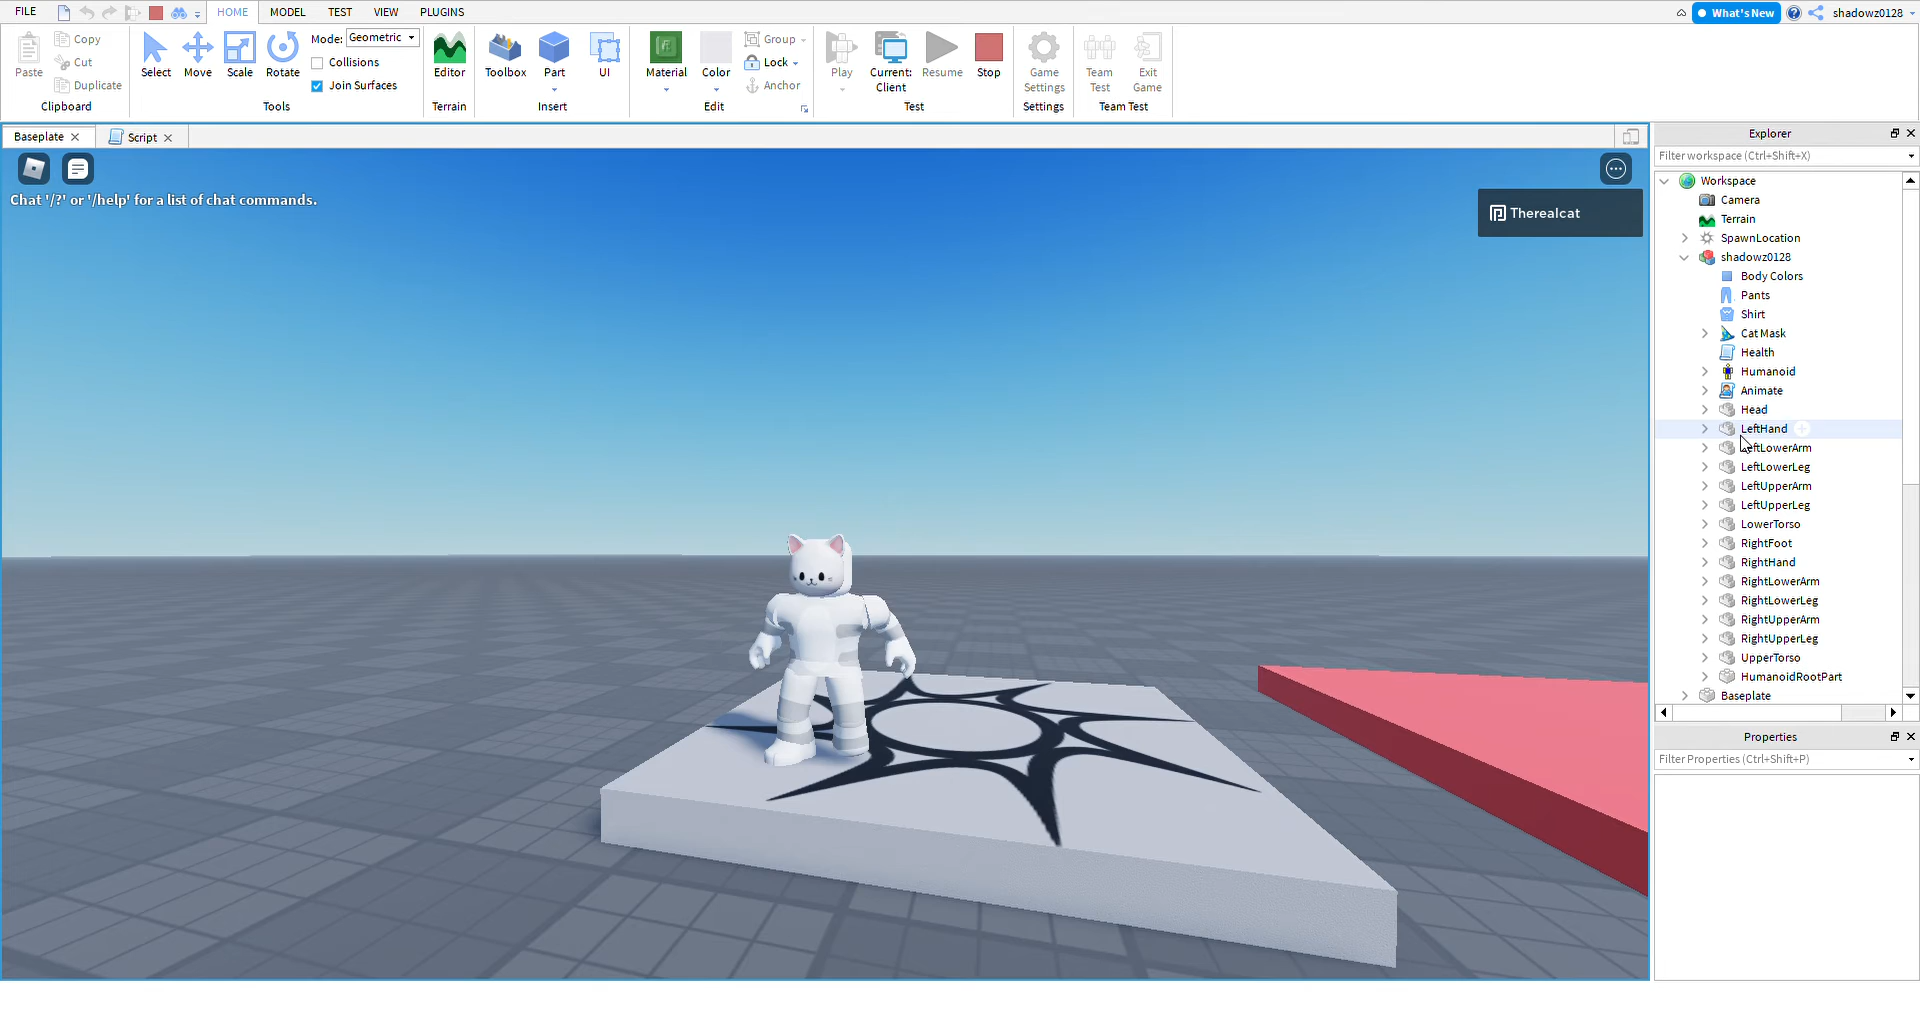 FILE HOME MODEL TEST VIEW PLUGINS What's New shadowz0128
Paste Copy Cut Duplicate Clipboard
Select Move Scale Rotate Mode: Geometric Collisions Join Surfaces Tools
Editor Terrain
Toolbox Part UI Insert
Material Color Group Lock Anchor Edit
Play Current: Client Resume Stop Test
Game Settings Settings
Team Test Exit Game Team Test
Baseplate Script
Chat '/?' or '/help' for a list of chat commands.
Therealcat
Explorer
Filter workspace (Ctrl+Shift+X)
Workspace
Camera
Terrain
SpawnLocation
shadowz0128
Body Colors
Pants
Shirt
Cat Mask
Health
Humanoid
Animate
Head
LeftHand
LeftLowerArm
LeftLowerLeg
LeftUpperArm
LeftUpperLeg
LowerTorso
RightFoot
RightHand
RightLowerArm
RightLowerLeg
RightUpperArm
RightUpperLeg
UpperTorso
HumanoidRootPart
Baseplate
Properties
Filter Properties (Ctrl+Shift+P)